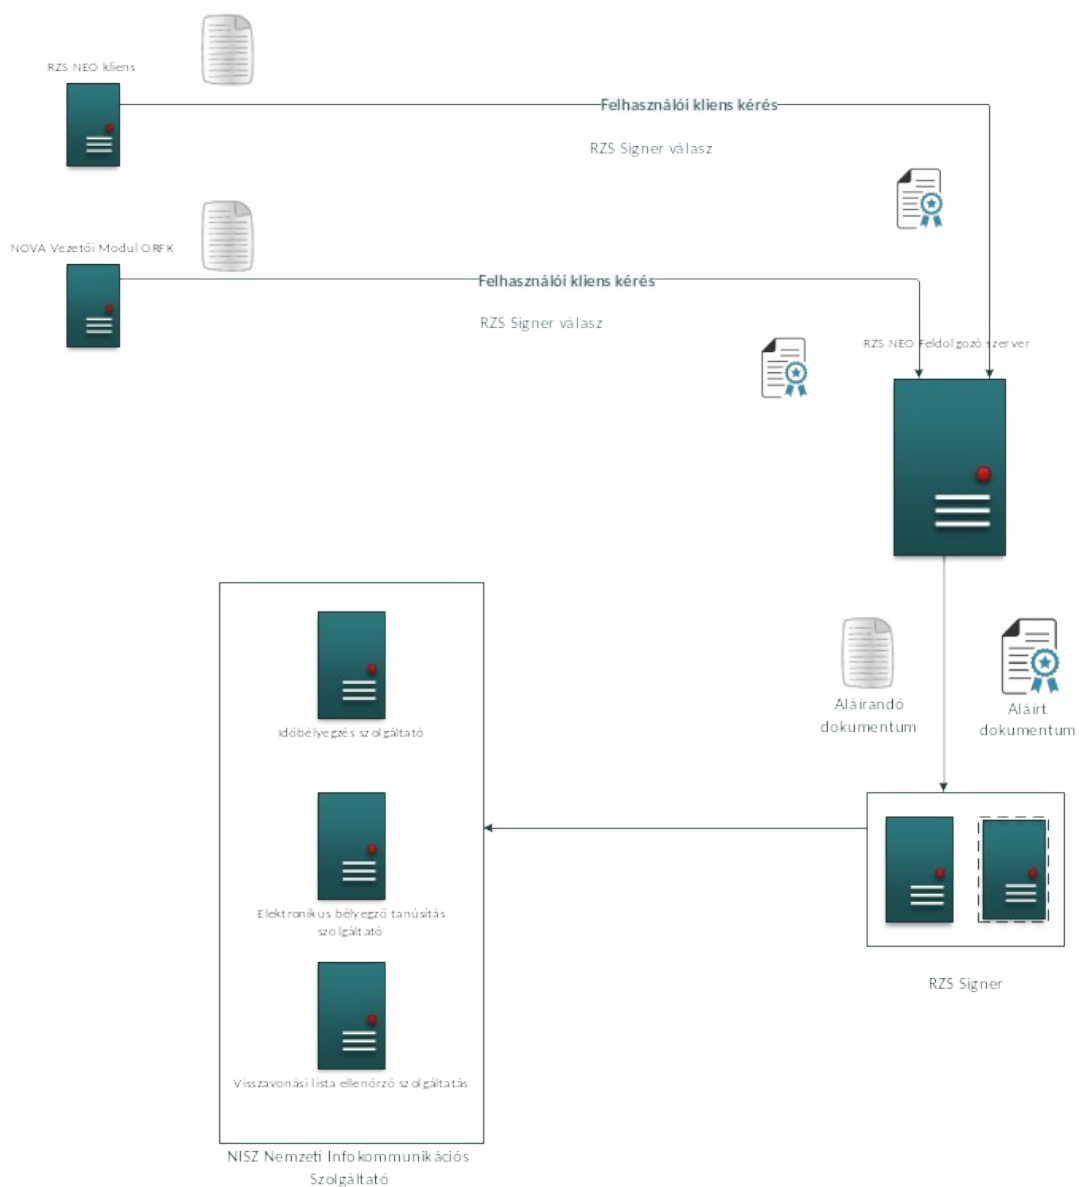 RZS NEO kliens
Felhasználói kliens kérés
RZS Signer válasz
NOVA Vezetői Modul ORFK
Felhasználói kliens kérés
RZS Signer válasz
RZS NEO Feldolgozó szerver
Időbélyegzés szolgáltató
Aláírandó
dokumentum
Aláírt
dokumentum
Elektronikus bélyegző tanúsítás
szolgáltató
RZS Signer
Visszavonási lista ellenőrző szolgáltatás
NISZ Nemzeti Infokommunikációs
Szolgáltató